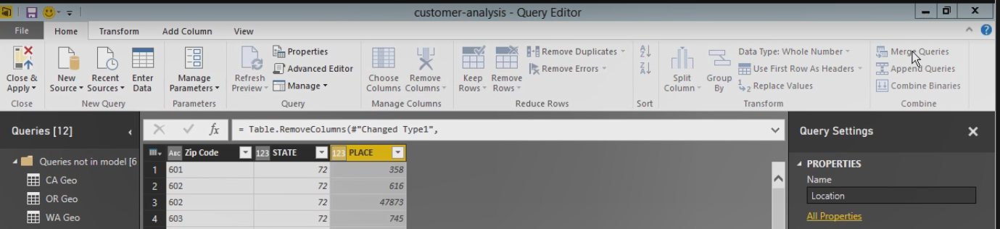 customer-analysis - Query Editor
File Home Transform Add Column View
Close & Apply
New Source
Recent Sources
Enter Data
Manage Parameters
Refresh Preview
Properties
Advanced Editor
Manage
Choose Columns
Remove Columns
Keep Rows
Remove Rows
Remove Duplicates
Remove Errors
Split Column
Group By
Data Type: Whole Number
Use First Row As Headers
1→2 Replace Values
Merge Queries
Append Queries
Combine Binaries
Close New Query Parameters Query Manage Columns Reduce Rows Sort Transform Combine
Queries [12]
fx = Table.RemoveColumns(#"Changed Type1",
Query Settings
Queries not in model [6
CA Geo
OR Geo
WA Geo
ABC Zip Code 123 STATE 123 PLACE
1 601 72 358
2 602 72 616
3 602 72 47873
4 603 72 745
PROPERTIES
Name
Location
All Properties